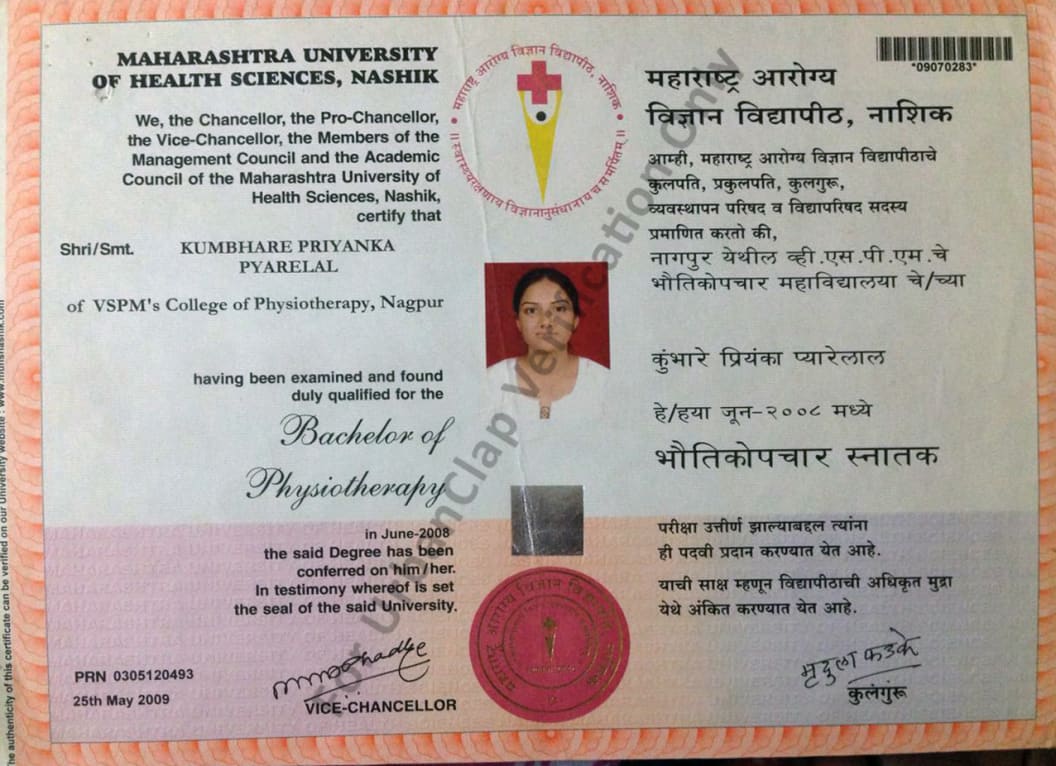 MAHARASHTRA UNIVERSITY
OF HEALTH SCIENCES, NASHIK
We, the Chancellor, the Pro-Chancellor,
the Vice-Chancellor, the Members of the
Management Council and the Academic
Council of the Maharashtra University of
Health Sciences, Nashik,
certify that
Shri/Smt. KUMBHARE PRIYANKA
PYARELAL
of VSPM's College of Physiotherapy, Nagpur
having been examined and found
duly qualified for the
Bachelor of
Physiotherapy
in June-2008
the said Degree has been
conferred on him/her.
In testimony whereof is set
the seal of the said University.
PRN 0305120493
25th May 2009
VICE-CHANCELLOR
महाराष्ट्र आरोग्य विज्ञान विद्यापीठ, नाशिक
*09070283*
महाराष्ट्र आरोग्य
विज्ञान विद्यापीठ, नाशिक
आम्ही, महाराष्ट्र आरोग्य विज्ञान विद्यापीठाचे
कुलपति, प्रकुलपति, कुलगुरू,
व्यवस्थापन परिषद व विद्यापरिषद सदस्य
प्रमाणित करतो की,
नागपुर येथील व्ही.एस.पी.एम.चे
भौतिकोपचार महाविद्यालया चे/च्या
कुंभारे प्रियंका प्यारेलाल
हे/हया जून-२००८ मध्ये
भौतिकोपचार स्नातक
परीक्षा उत्तीर्ण झाल्याबद्दल त्यांना
ही पदवी प्रदान करण्यात येत आहे.
याची साक्ष म्हणून विद्यापीठाची अधिकृत मुद्रा
येथे अंकित करण्यात येत आहे.
मृदुला फडके
कुलगुरू
For UrbanClap Verification Only